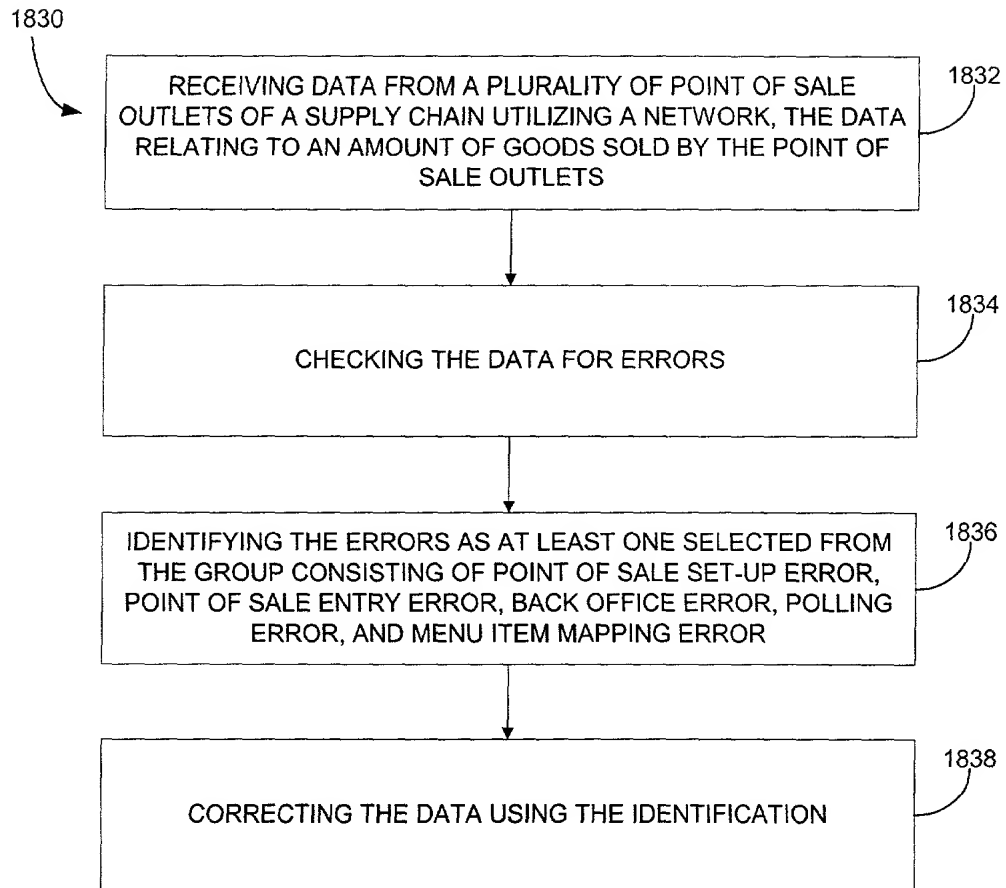 1830
RECEIVING DATA FROM A PLURALITY OF POINT OF SALE
OUTLETS OF A SUPPLY CHAIN UTILIZING A NETWORK, THE DATA
RELATING TO AN AMOUNT OF GOODS SOLD BY THE POINT OF
SALE OUTLETS
1832
CHECKING THE DATA FOR ERRORS
1834
IDENTIFYING THE ERRORS AS AT LEAST ONE SELECTED FROM
THE GROUP CONSISTING OF POINT OF SALE SET-UP ERROR,
POINT OF SALE ENTRY ERROR, BACK OFFICE ERROR, POLLING
ERROR, AND MENU ITEM MAPPING ERROR
1836
CORRECTING THE DATA USING THE IDENTIFICATION
1838